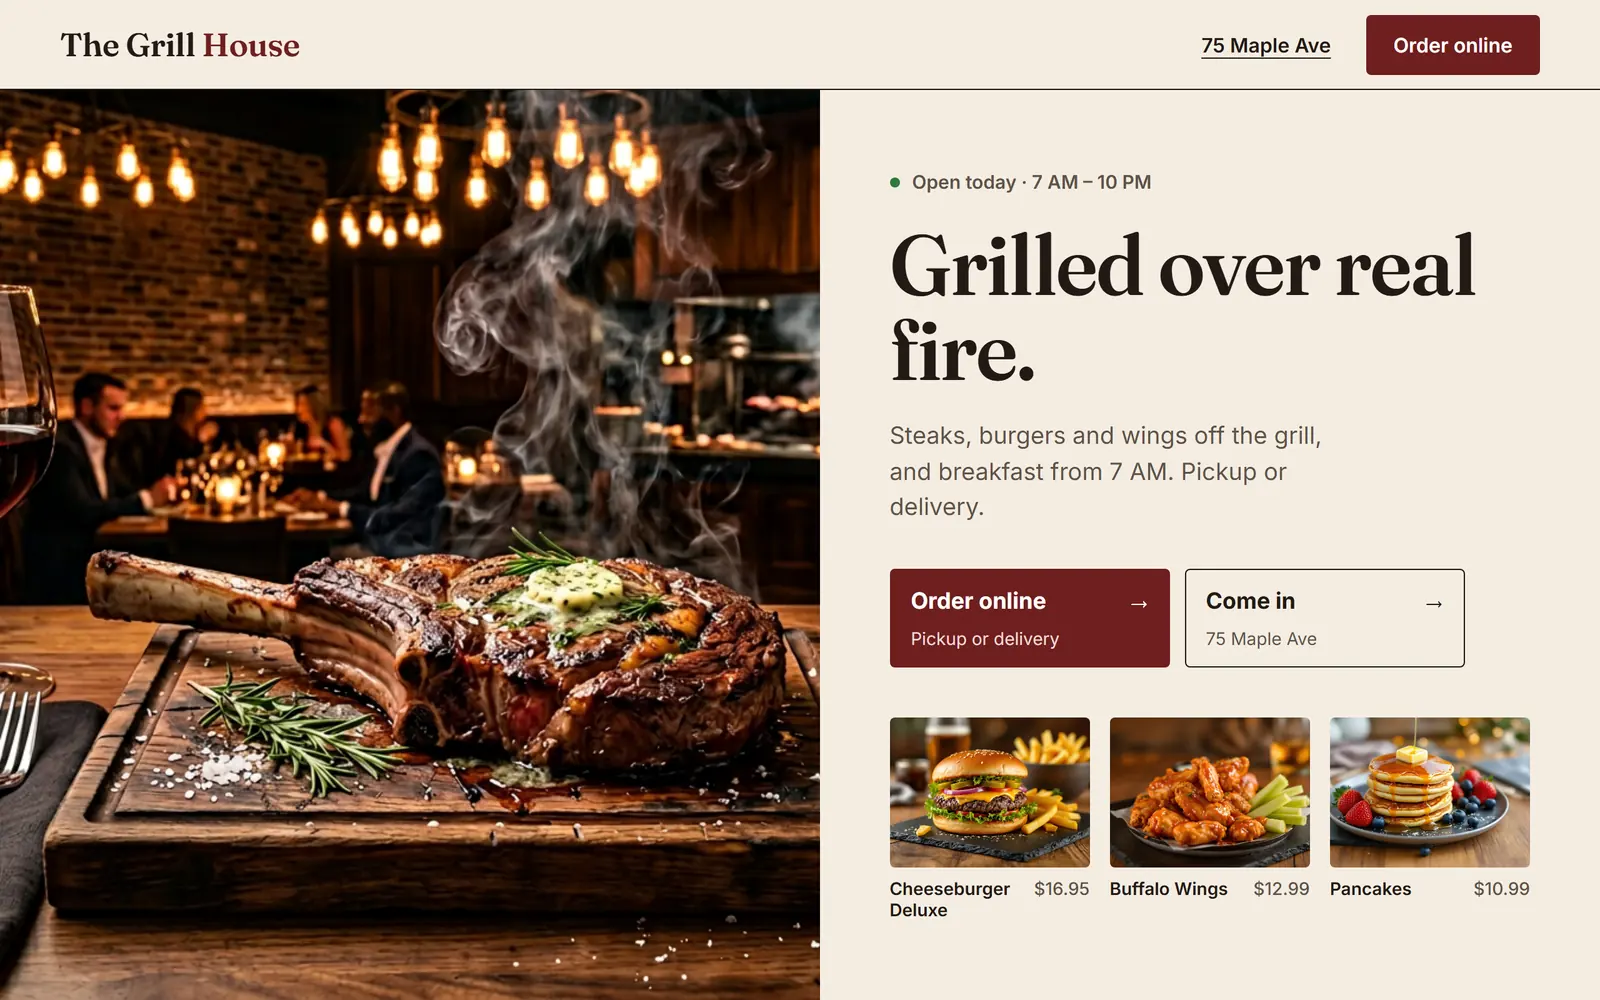 The Grill House
75 Maple Ave
Order online
Open today · 7 AM – 10 PM
Grilled over real
fire.
Steaks, burgers and wings off the grill,
and breakfast from 7 AM. Pickup or
delivery.
Order online →
Pickup or delivery
Come in →
75 Maple Ave
Cheeseburger
Deluxe
$16.95
Buffalo Wings
$12.99
Pancakes
$10.99